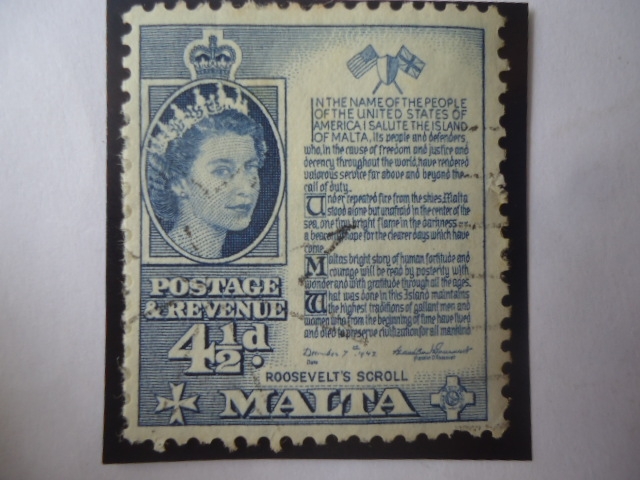 IN THE NAME OF THE PEOPLE
OF THE UNITED STATES OF
AMERICA I SALUTE THE ISLAND
OF MALTA, its people and defenders,
who, in the cause of freedom and justice and
decency throughout the world, have rendered
valorous service far above and beyond the
call of duty.
Under repeated fire from the skies, Malta
stood alone but unafraid in the center of the
sea, one tiny bright flame in the darkness —
a beacon of hope for the clearer days which have
come.
Malta's bright story of human fortitude and
courage will be read by posterity with
wonder and with gratitude through all the ages.
What was done in this Island maintains
the highest traditions of gallant men and
women who from the beginning of time have lived
and died to preserve civilization for all mankind
December 7th 1943
Date
ROOSEVELT'S SCROLL
POSTAGE
& REVENUE
4½d.
MALTA